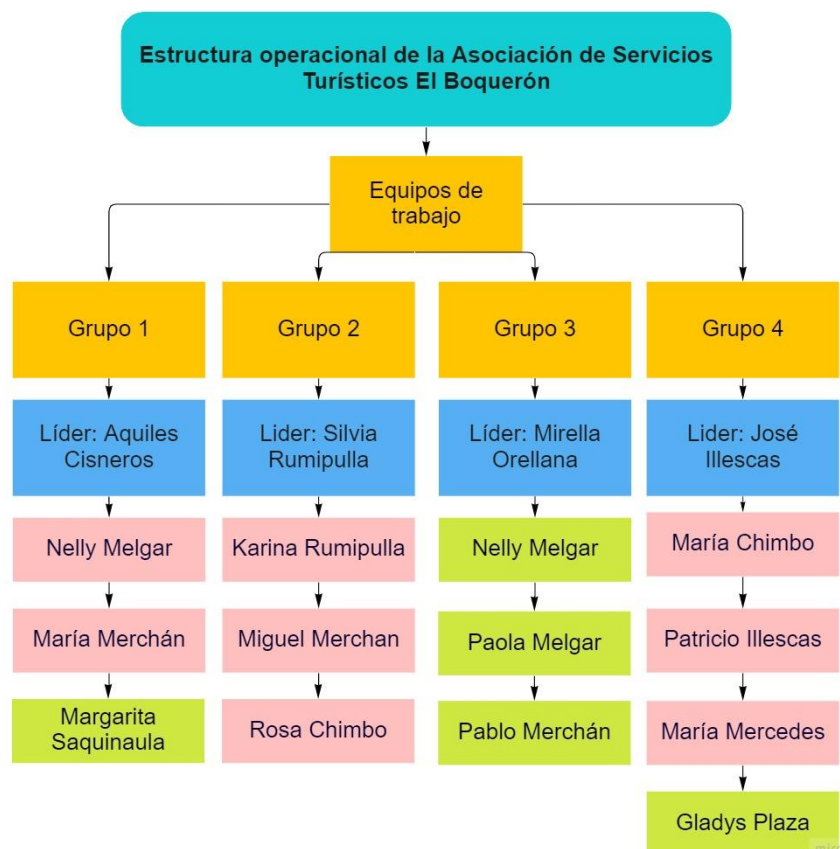 Estructura operacional de la Asociación de Servicios
Turísticos El Boquerón
Equipos de
trabajo
Grupo 1
Grupo 2
Grupo 3
Grupo 4
Líder: Aquiles
Cisneros
Lider: Silvia
Rumipulla
Líder: Mirella
Orellana
Lider: José
Illescas
Nelly Melgar
Karina Rumipulla
Nelly Melgar
María Chimbo
María Merchán
Miguel Merchan
Paola Melgar
Patricio Illescas
Margarita
Saquinaula
Rosa Chimbo
Pablo Merchán
María Mercedes
Gladys Plaza